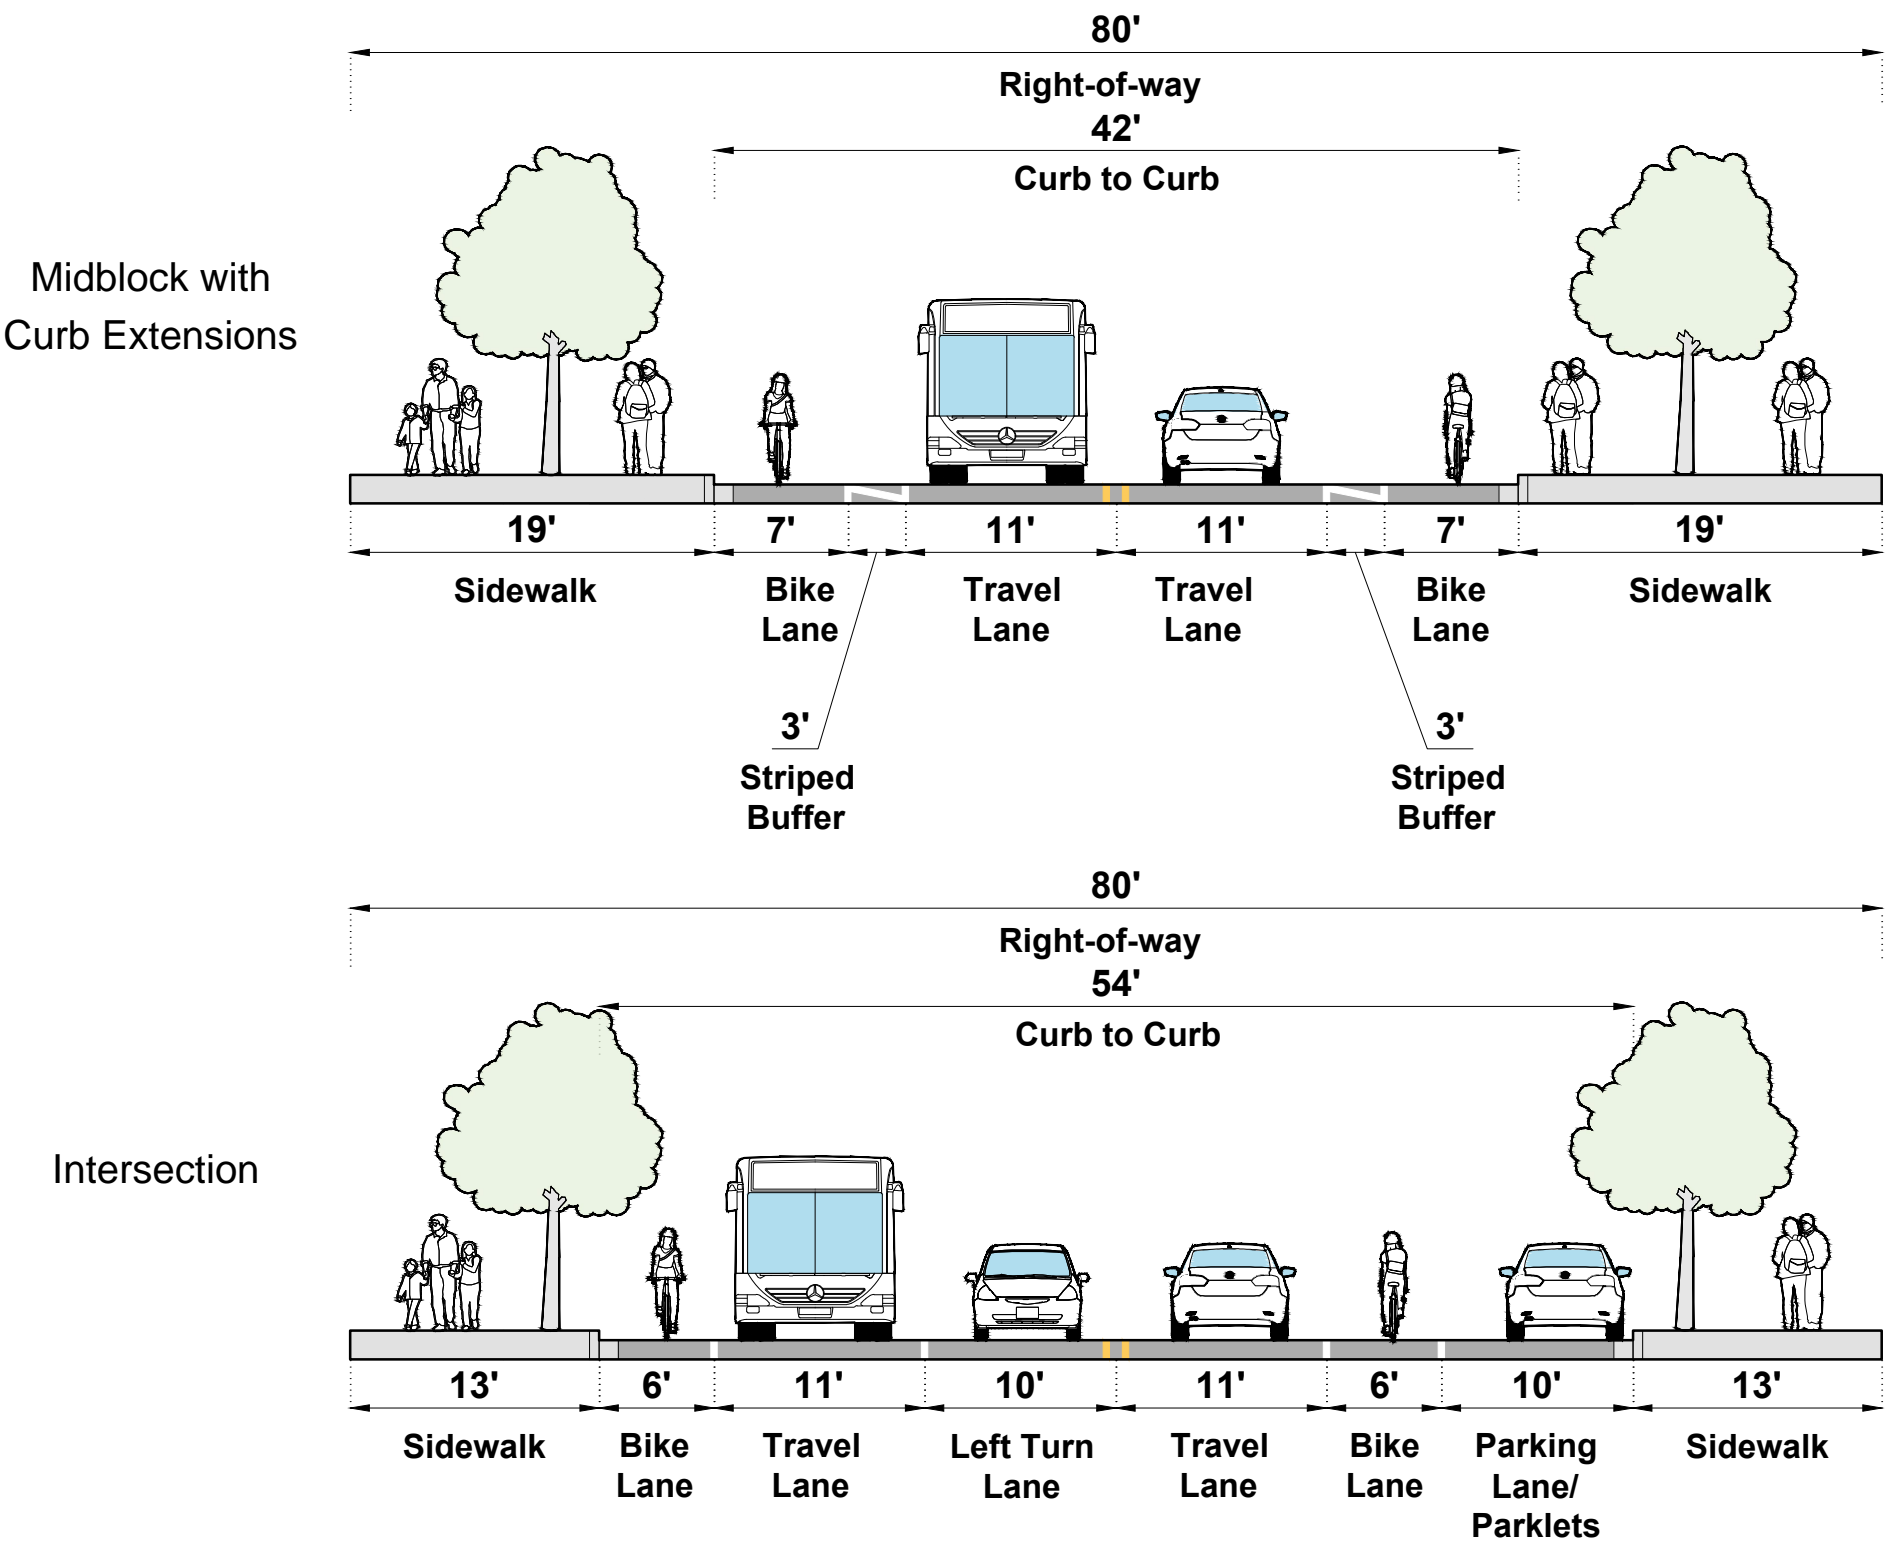 80'
Right-of-way
42'
Curb to Curb
Midblock with
Curb Extensions
19' 7' 11' 11' 7' 19'
Sidewalk Bike Travel Travel Bike Sidewalk
Lane Lane Lane Lane
3' 3'
Striped Striped
Buffer Buffer
80'
Right-of-way
54'
Curb to Curb
Intersection
13' 6' 11' 10' 11' 6' 10' 13'
Sidewalk Bike Travel Left Turn Travel Bike Parking Sidewalk
Lane Lane Lane Lane Lane Lane/
Parklets